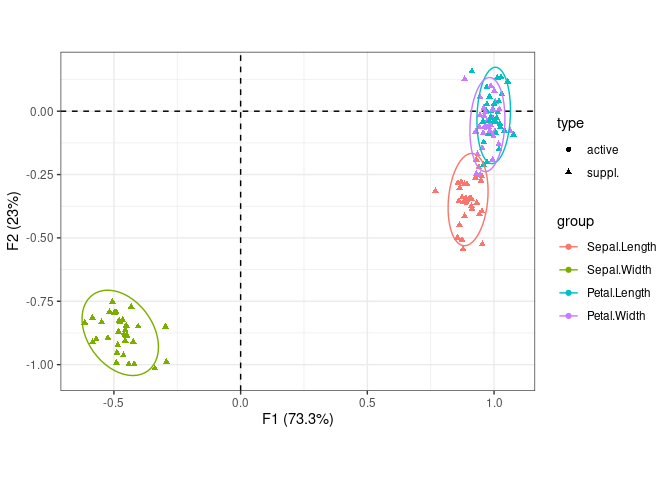 0.00
-0.25
-0.50
-0.75
-1.00
F2 (23%)
-0.5
0.0
0.5
1.0
F1 (73.3%)
type
active
suppl.
group
Sepal.Length
Sepal.Width
Petal.Length
Petal.Width